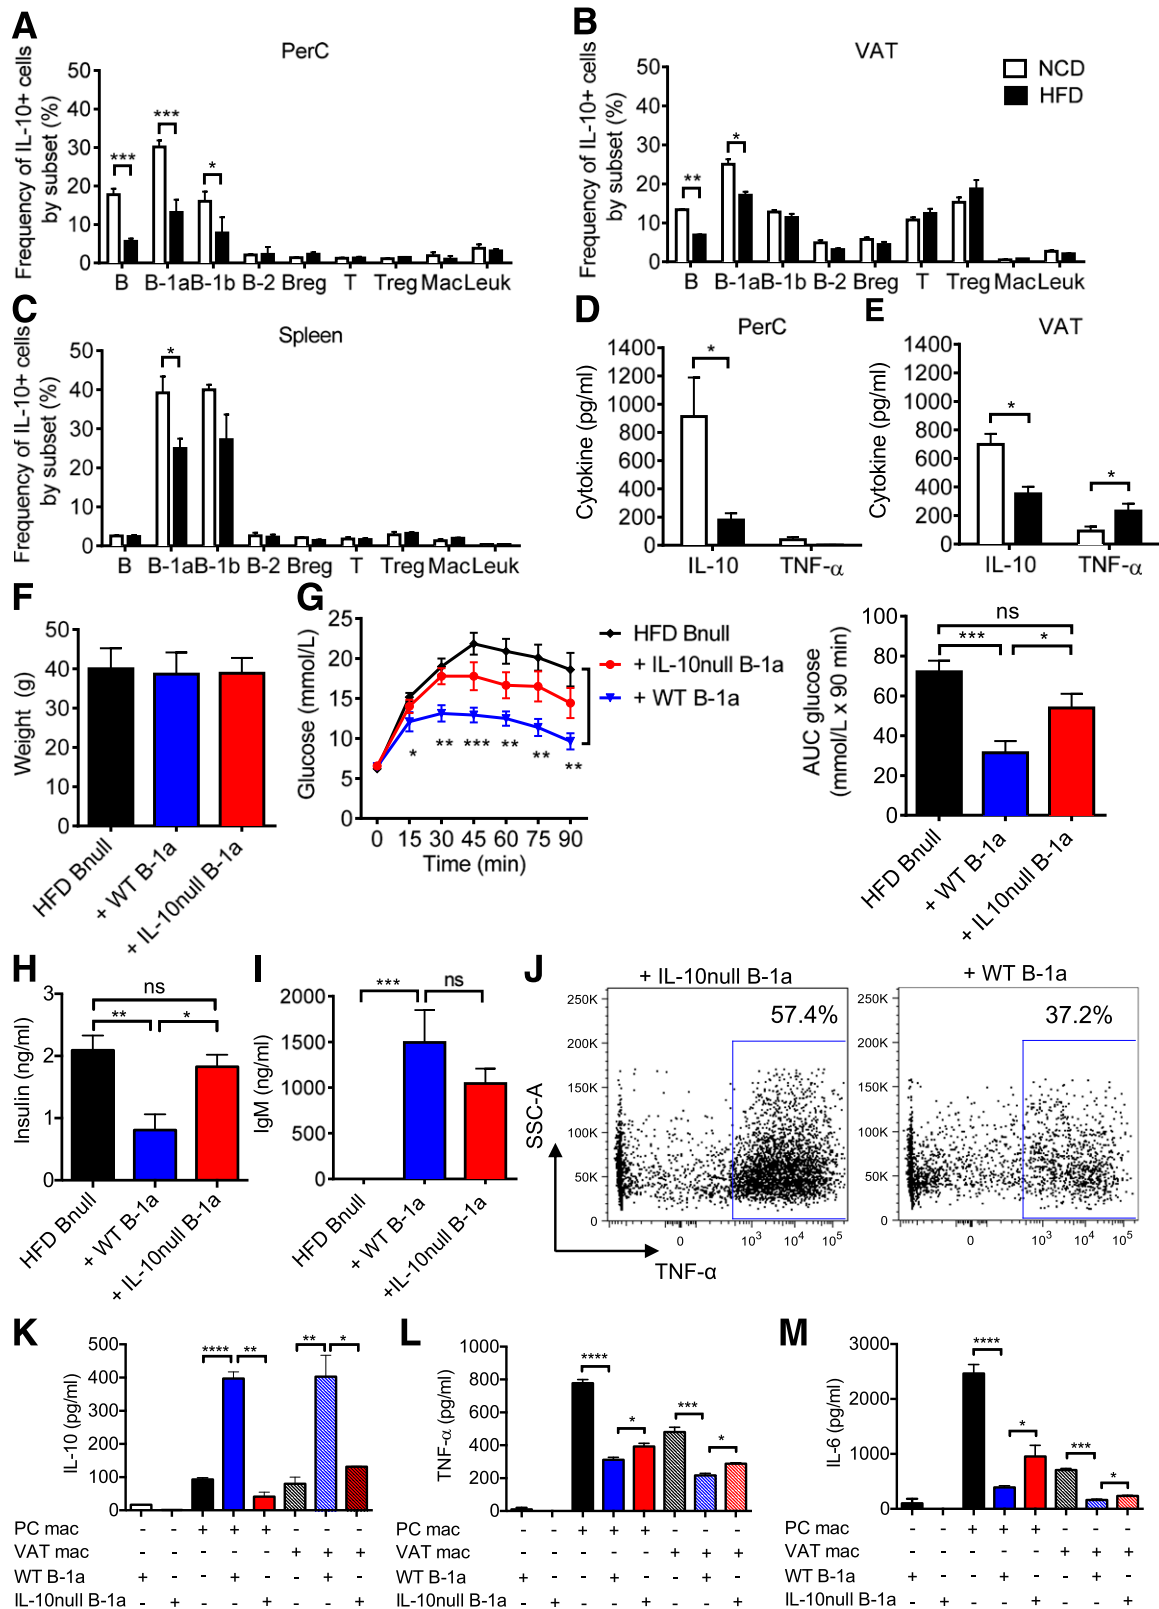 A
PerC
Frequency of IL-10+ cells
by subset (%)
50
40
30
20
10
0
***
***
*
B B-1a B-1b B-2 Breg T Treg Mac Leuk
B
VAT
NCD
HFD
Frequency of IL-10+ cells
by subset (%)
50
40
30
20
10
0
**
*
B B-1a B-1b B-2 Breg T Treg Mac Leuk
C
Spleen
Frequency of IL-10+ cells
by subset (%)
50
40
30
20
10
0
*
B B-1a B-1b B-2 Breg T Treg Mac Leuk
D
PerC
Cytokine (pg/ml)
1400
1200
1000
800
600
400
200
0
*
IL-10 TNF-α
E
VAT
Cytokine (pg/ml)
1400
1200
1000
800
600
400
200
0
*
*
IL-10 TNF-α
F
Weight (g)
50
40
30
20
10
0
HFD Bnull
+ WT B-1a
+ IL-10null B-1a
G
Glucose (mmol/L)
25
20
15
10
5
0
* ** *** ** ** **
0 15 30 45 60 75 90
Time (min)
HFD Bnull
+ IL-10null B-1a
+ WT B-1a
AUC glucose
(mmol/L x 90 min)
100
80
60
40
20
0
ns
*** *
HFD Bnull
+ WT B-1a
+ IL10null B-1a
H
Insulin (ng/ml)
3
2
1
0
ns
** *
HFD Bnull
+ WT B-1a
+ IL-10null B-1a
I
IgM (ng/ml)
2000
1500
1000
500
0
*** ns
HFD Bnull
+ WT B-1a
+IL-10null B-1a
J
+ IL-10null B-1a
57.4%
250K
200K
150K
100K
50K
0
0 10³ 10⁴ 10⁵
SSC-A
TNF-α
+ WT B-1a
37.2%
250K
200K
150K
100K
50K
0
0 10³ 10⁴ 10⁵
K
IL-10 (pg/ml)
500
400
300
200
100
0
**** ** ** *
PC mac - - + + + - - -
VAT mac - - - - - + + +
WT B-1a + - - + - - + -
IL-10null B-1a - + - - + - - +
L
TNF-α (pg/ml)
1000
800
600
400
200
0
**** * *** *
PC mac - - + + + - - -
VAT mac - - - - - + + +
WT B-1a + - - + - - + -
IL-10null B-1a - + - - + - - +
M
IL-6 (pg/ml)
3000
2000
1000
0
**** * *** *
PC mac - - + + + - - -
VAT mac - - - - - + + +
WT B-1a + - - + - - + -
IL-10null B-1a - + - - + - - +